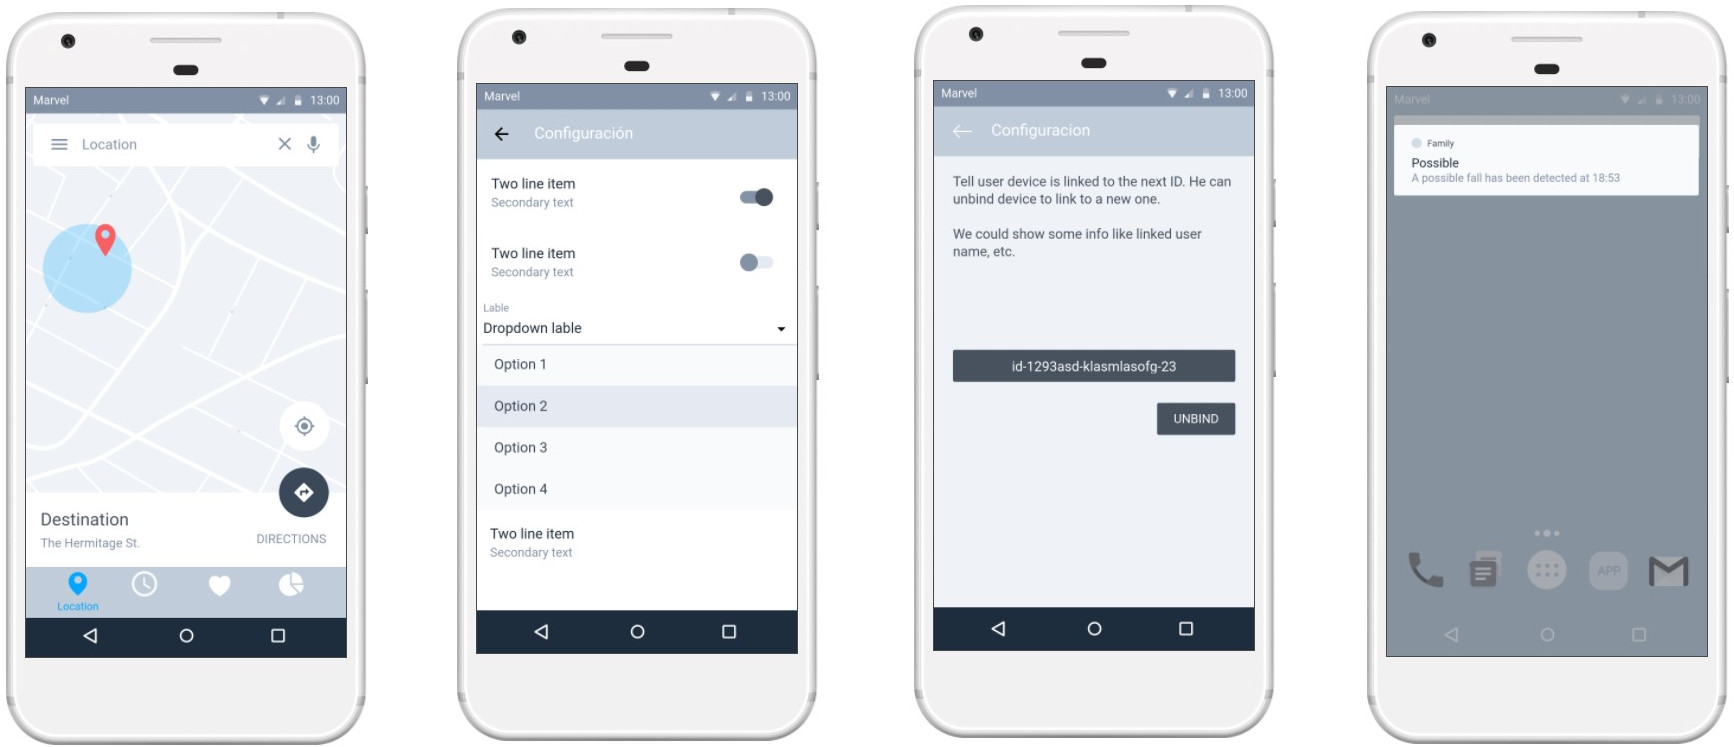 Marvel 13:00
Location
Destination
The Hermitage St.
DIRECTIONS
Location
Marvel 13:00
Configuración
Two line item
Secondary text
Two line item
Secondary text
Lable
Dropdown lable
Option 1
Option 2
Option 3
Option 4
Two line item
Secondary text
Marvel 13:00
Configuracion
Tell user device is linked to the next ID. He can
unbind device to link to a new one.
We could show some info like linked user
name, etc.
id-1293asd-klasmlasofg-23
UNBIND
Marvel 13:00
Family
Possible
A possible fall has been detected at 18:53
APP